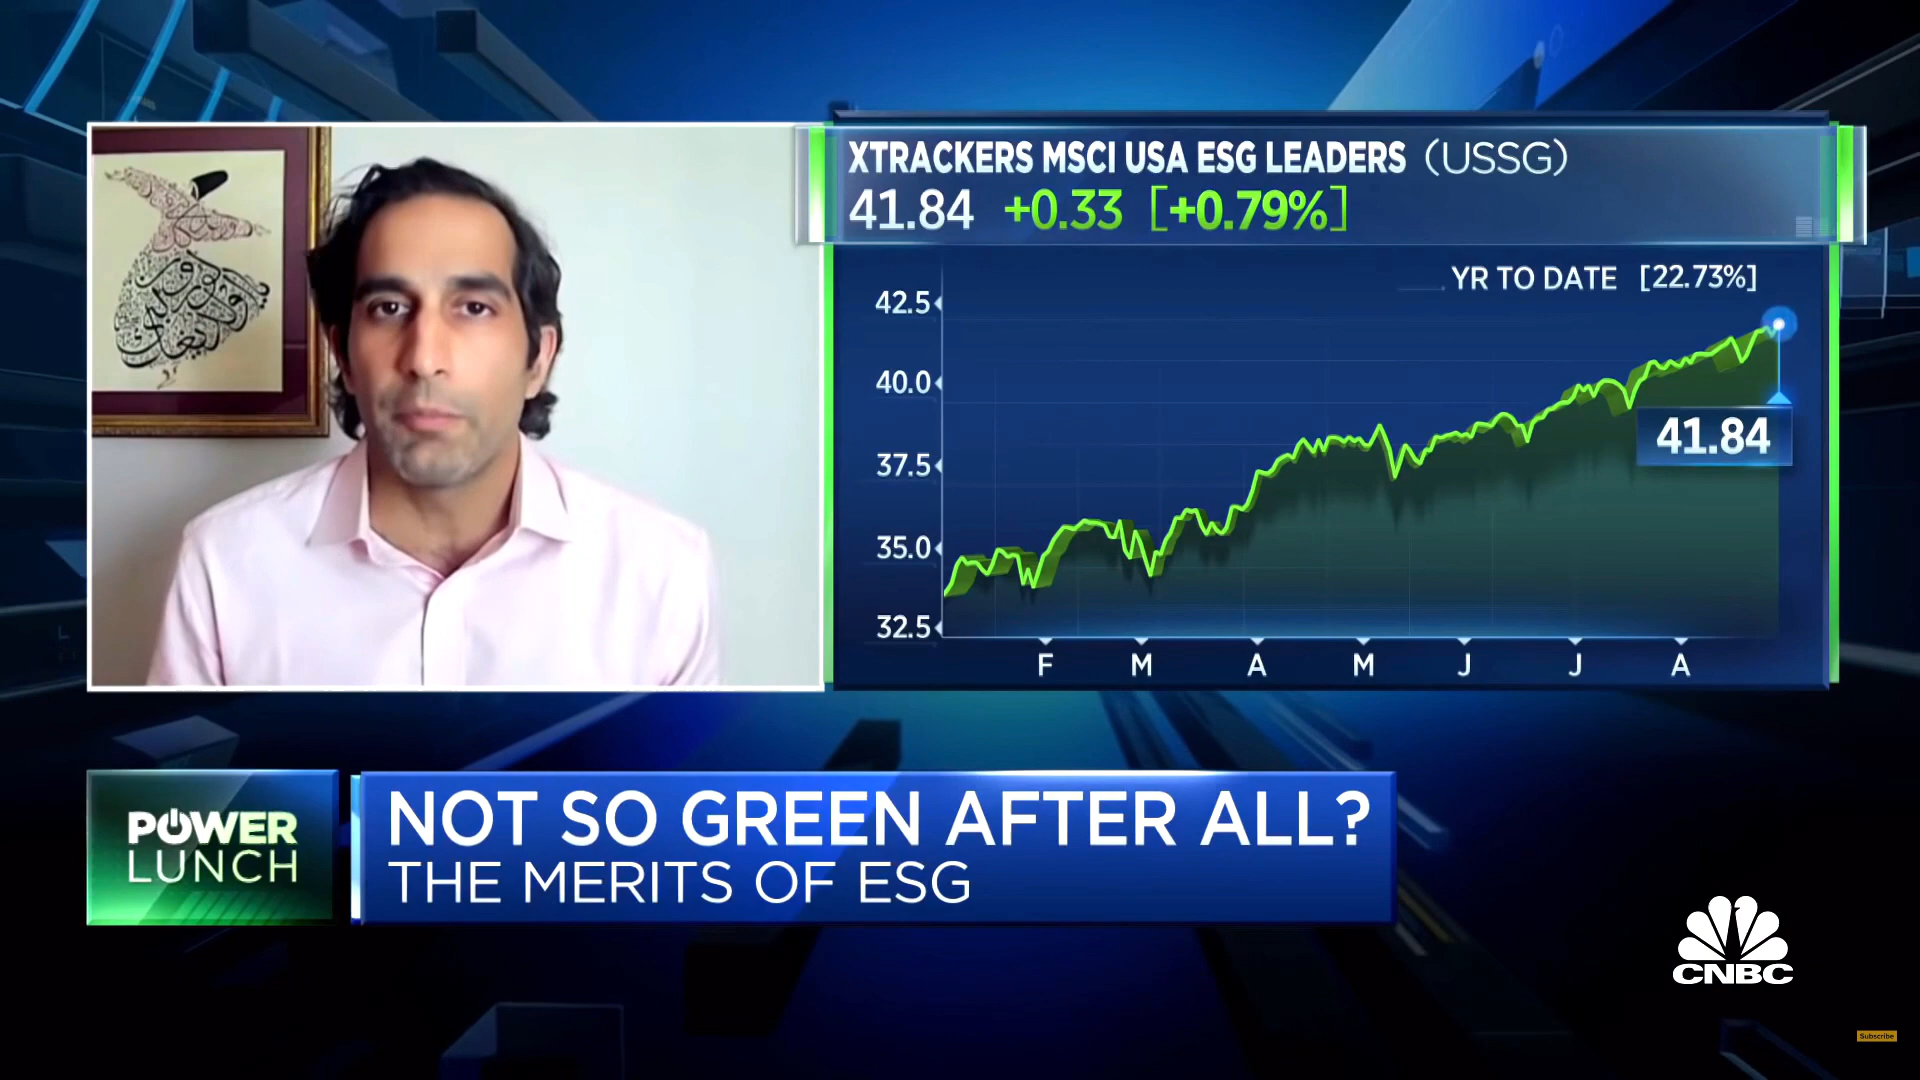 XTRACKERS MSCI USA ESG LEADERS (USSG)
41.84 +0.33 [+0.79%]
YR TO DATE [22.73%]
42.5
40.0
37.5
35.0
32.5
41.84
F M A M J J A
POWER
LUNCH
NOT SO GREEN AFTER ALL?
THE MERITS OF ESG
CNBC
Subscribe